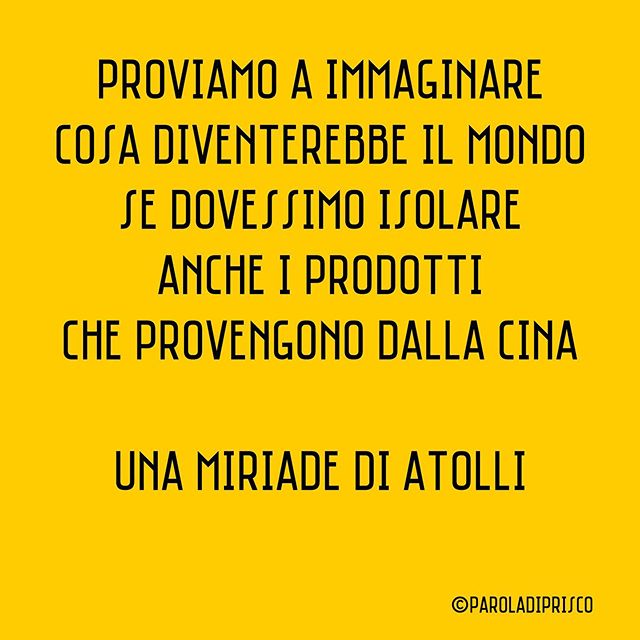 PROVIAMO A IMMAGINARE
COSA DIVENTEREBBE IL MONDO
SE DOVESSIMO ISOLARE
ANCHE I PRODOTTI
CHE PROVENGONO DALLA CINA
UNA MIRIADE DI ATOLLI
©PAROLADIPRISCO